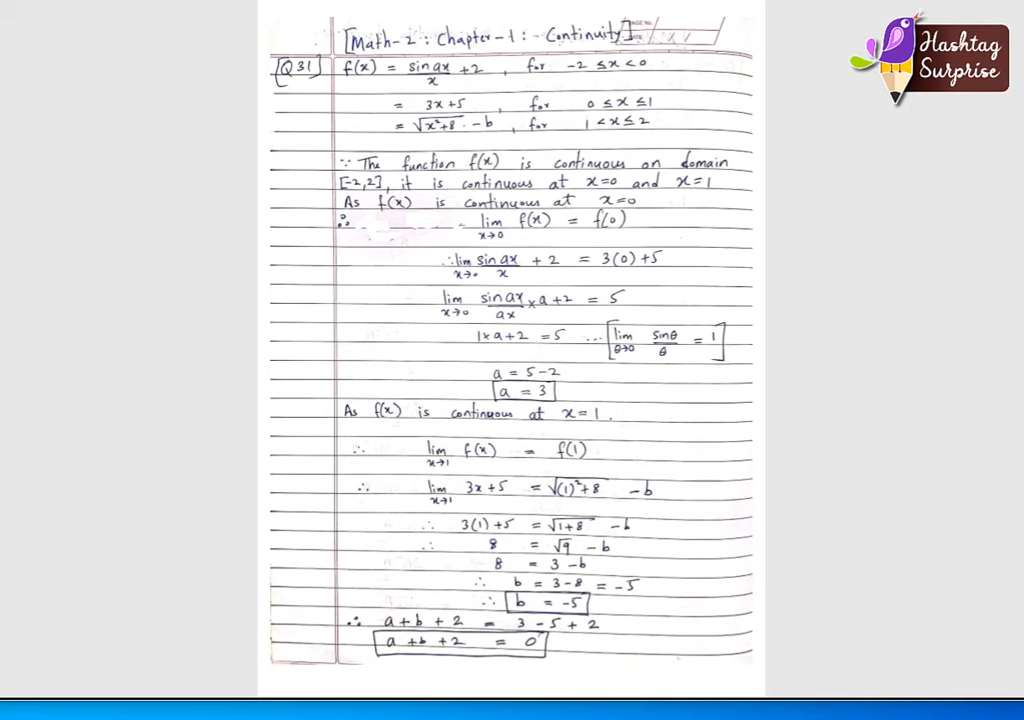 [Math-2 : Chapter-1 :- Continuity]
Hashtag
Surprise
Q31] f(x) = sin ax/x + 2 , for -2 ≤ x < 0
= 3x+5 , for 0 ≤ x ≤ 1
= √x²+8 - b , for 1 < x ≤ 2
∵ The function f(x) is continuous on domain
[-2,2], it is continuous at x=0 and x=1
As f(x) is continuous at x=0
∴ lim x→0 f(x) = f(0)
∴ lim x→0 sin ax/x + 2 = 3(0)+5
lim x→0 sin ax/ax × a + 2 = 5
1×a+2 = 5 ... [lim θ→0 sinθ/θ = 1]
a = 5-2
a = 3
As f(x) is continuous at x=1.
∴ lim x→1 f(x) = f(1)
∴ lim x→1 3x+5 = √(1)²+8 - b
∴ 3(1)+5 = √1+8 - b
∴ 8 = √9 - b
8 = 3-b
∴ b = 3-8 = -5
∴ b = -5
∴ a+b+2 = 3-5+2
a+b+2 = 0